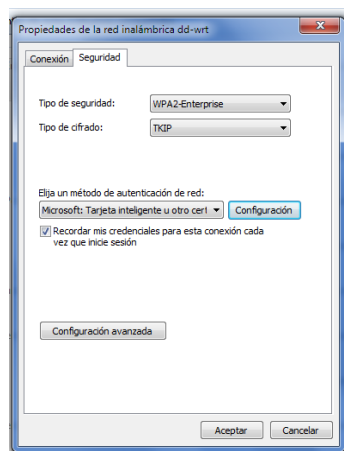 Propiedades de la red inalámbrica dd-wrt
Conexión Seguridad
Tipo de seguridad: WPA2-Enterprise
Tipo de cifrado: TKIP
Elija un método de autenticación de red:
Microsoft: Tarjeta inteligente u otro cert Configuración
Recordar mis credenciales para esta conexión cada
vez que inicie sesión
Configuración avanzada
Aceptar Cancelar